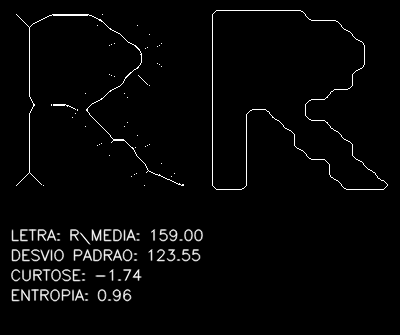 R R
LETRA: R\MEDIA: 159.00
DESVIO PADRAO: 123.55
CURTOSE: -1.74
ENTROPIA: 0.96